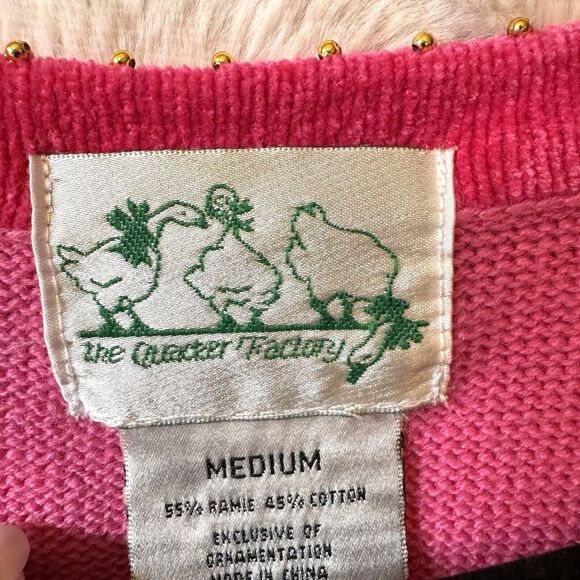 the Quacker Factory
MEDIUM
55% RAMIE 45% COTTON
EXCLUSIVE OF
ORNAMENTATION
MADE IN CHINA